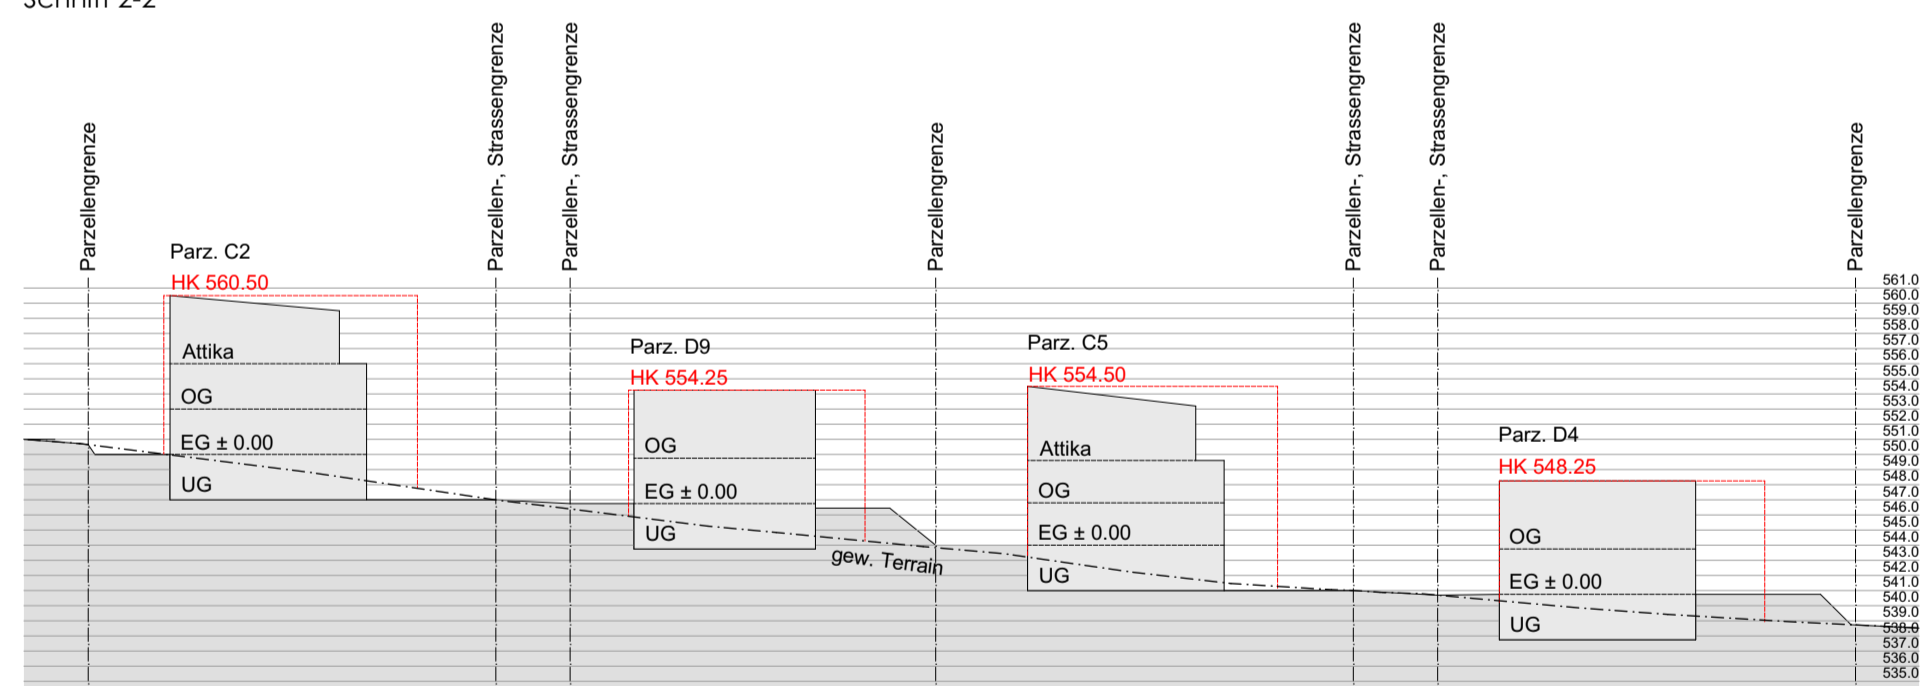 Schnitt 2-2
Parzellengrenze
Parzellen-, Strassengrenze
Parzellen-, Strassengrenze
Parzellengrenze
Parzellen-, Strassengrenze
Parzellen-, Strassengrenze
Parzellengrenze
Parz. C2
HK 560.50
Attika
OG
EG ± 0.00
UG
Parz. D9
HK 554.25
OG
EG ± 0.00
UG
gew. Terrain
Parz. C5
HK 554.50
Attika
OG
EG ± 0.00
UG
Parz. D4
HK 548.25
OG
EG ± 0.00
UG
561.0
560.0
559.0
558.0
557.0
556.0
555.0
554.0
553.0
552.0
551.0
550.0
549.0
548.0
547.0
546.0
545.0
544.0
543.0
542.0
541.0
540.0
539.0
538.0
537.0
536.0
535.0